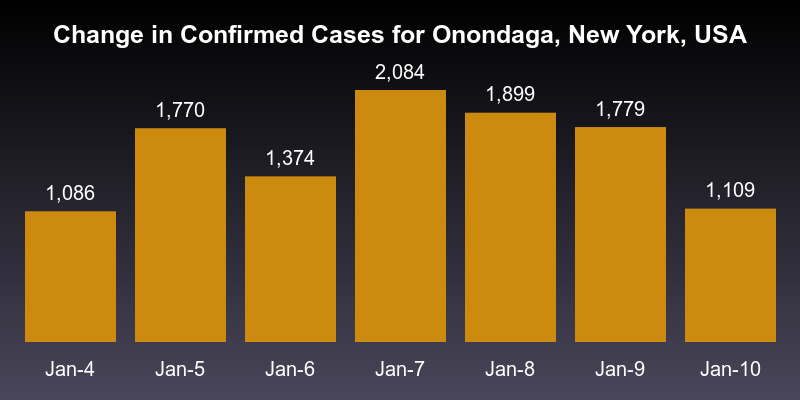 Change in Confirmed Cases for Onondaga, New York, USA
1,086
1,770
1,374
2,084
1,899
1,779
1,109
Jan-4
Jan-5
Jan-6
Jan-7
Jan-8
Jan-9
Jan-10